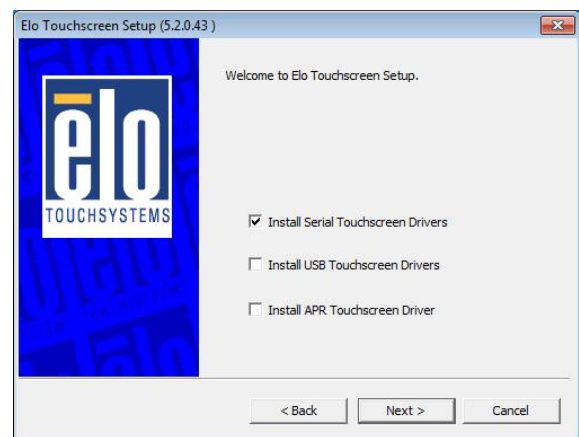 Elo Touchscreen Setup (5.2.0.43 )
Welcome to Elo Touchscreen Setup.
elo
TOUCHSYSTEMS
Install Serial Touchscreen Drivers
Install USB Touchscreen Drivers
Install APR Touchscreen Driver
< Back
Next >
Cancel